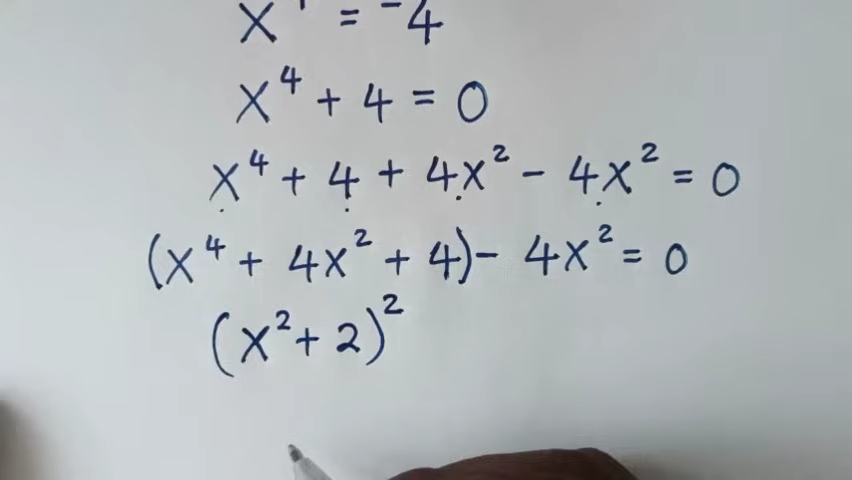 x⁴ = -4
x⁴ + 4 = 0
x⁴ + 4 + 4x² - 4x² = 0
(x⁴ + 4x² + 4) - 4x² = 0
(x² + 2)²